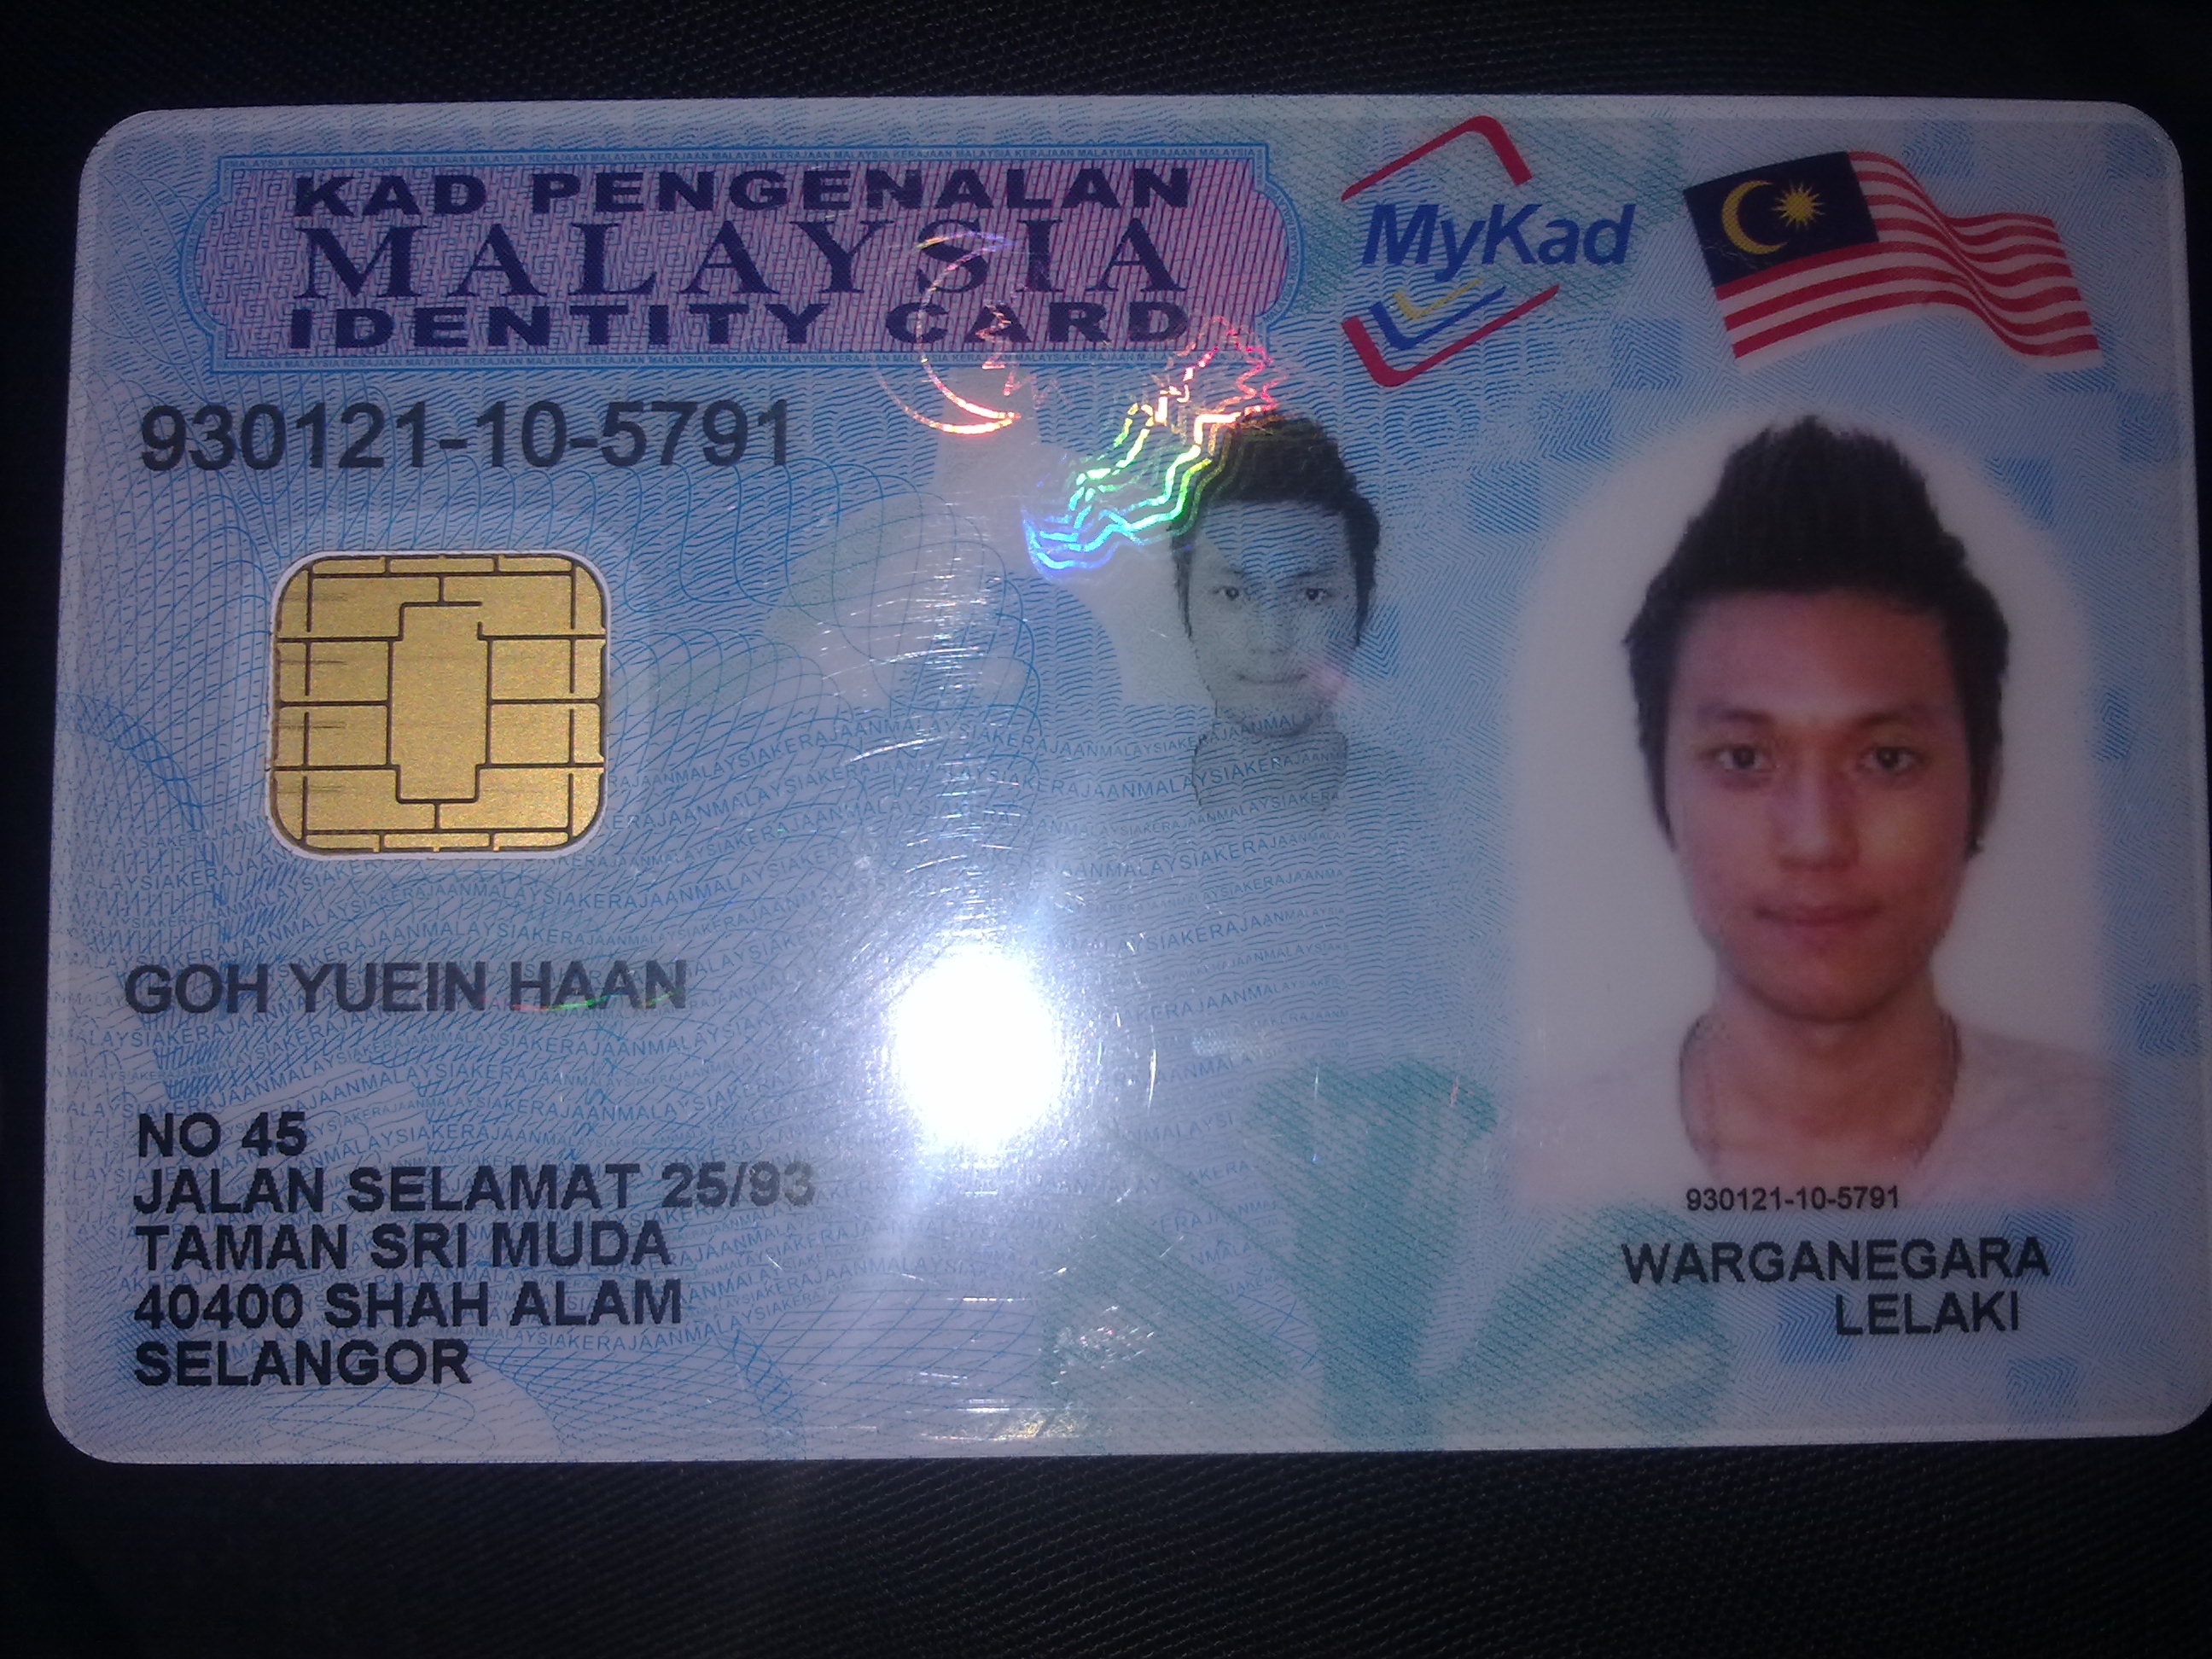 KAD PENGENALAN
MALAYSIA
IDENTITY CARD
MyKad
930121-10-5791
GOH YUEIN HAAN
NO 45
JALAN SELAMAT 25/93
TAMAN SRI MUDA
40400 SHAH ALAM
SELANGOR
930121-10-5791
WARGANEGARA
LELAKI